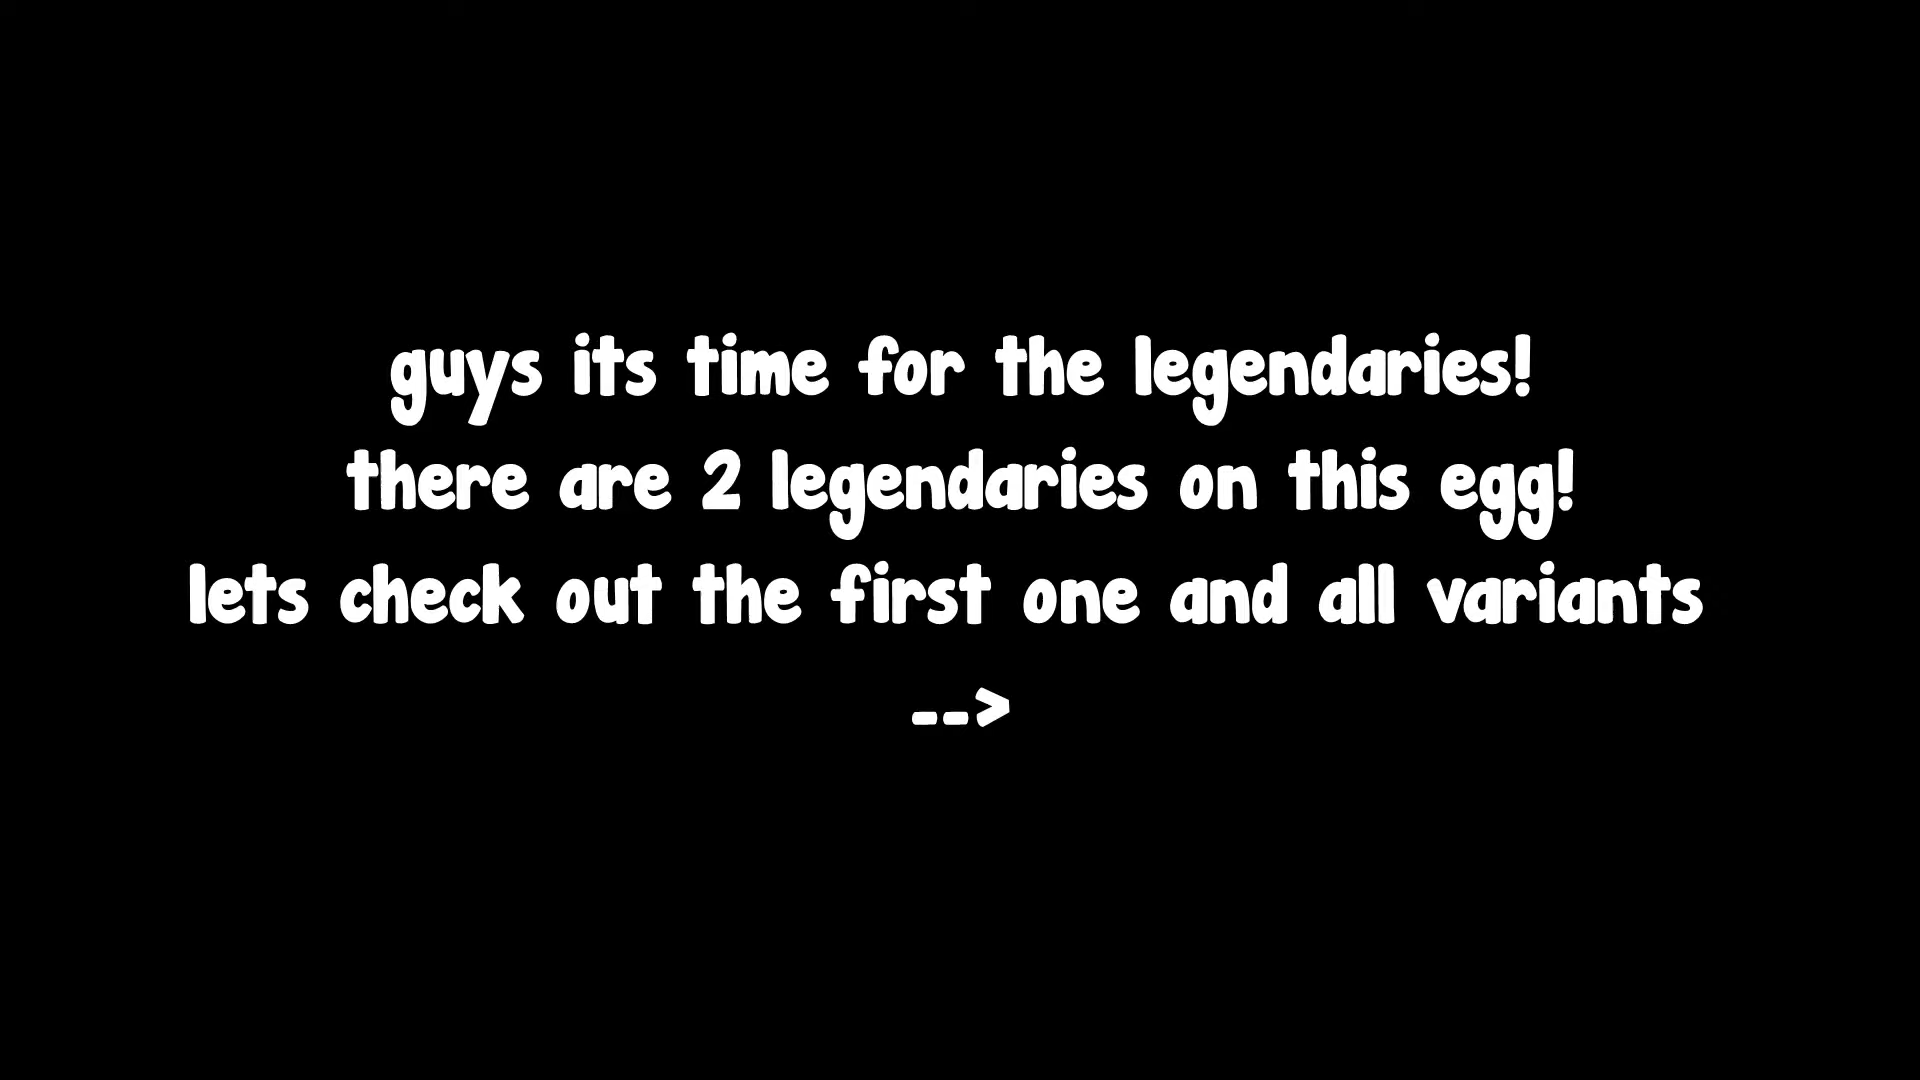 guys its time for the legendaries!
there are 2 legendaries on this egg!
lets check out the first one and all variants
-->